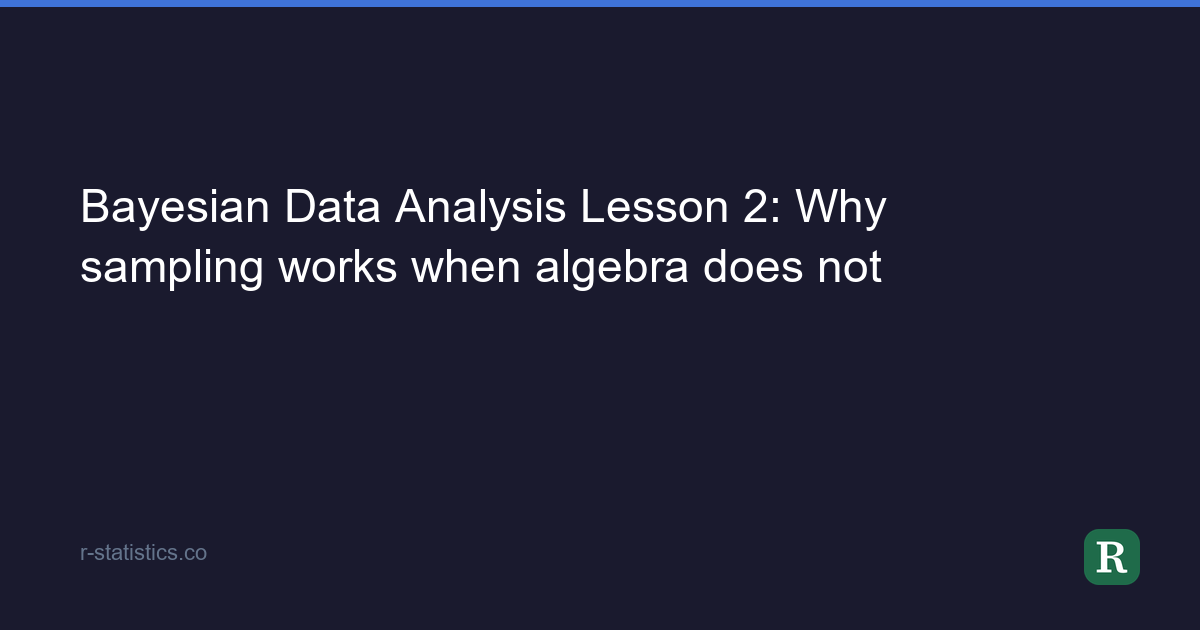 Bayesian Data Analysis Lesson 2: Why
sampling works when algebra does not
r-statistics.co
R